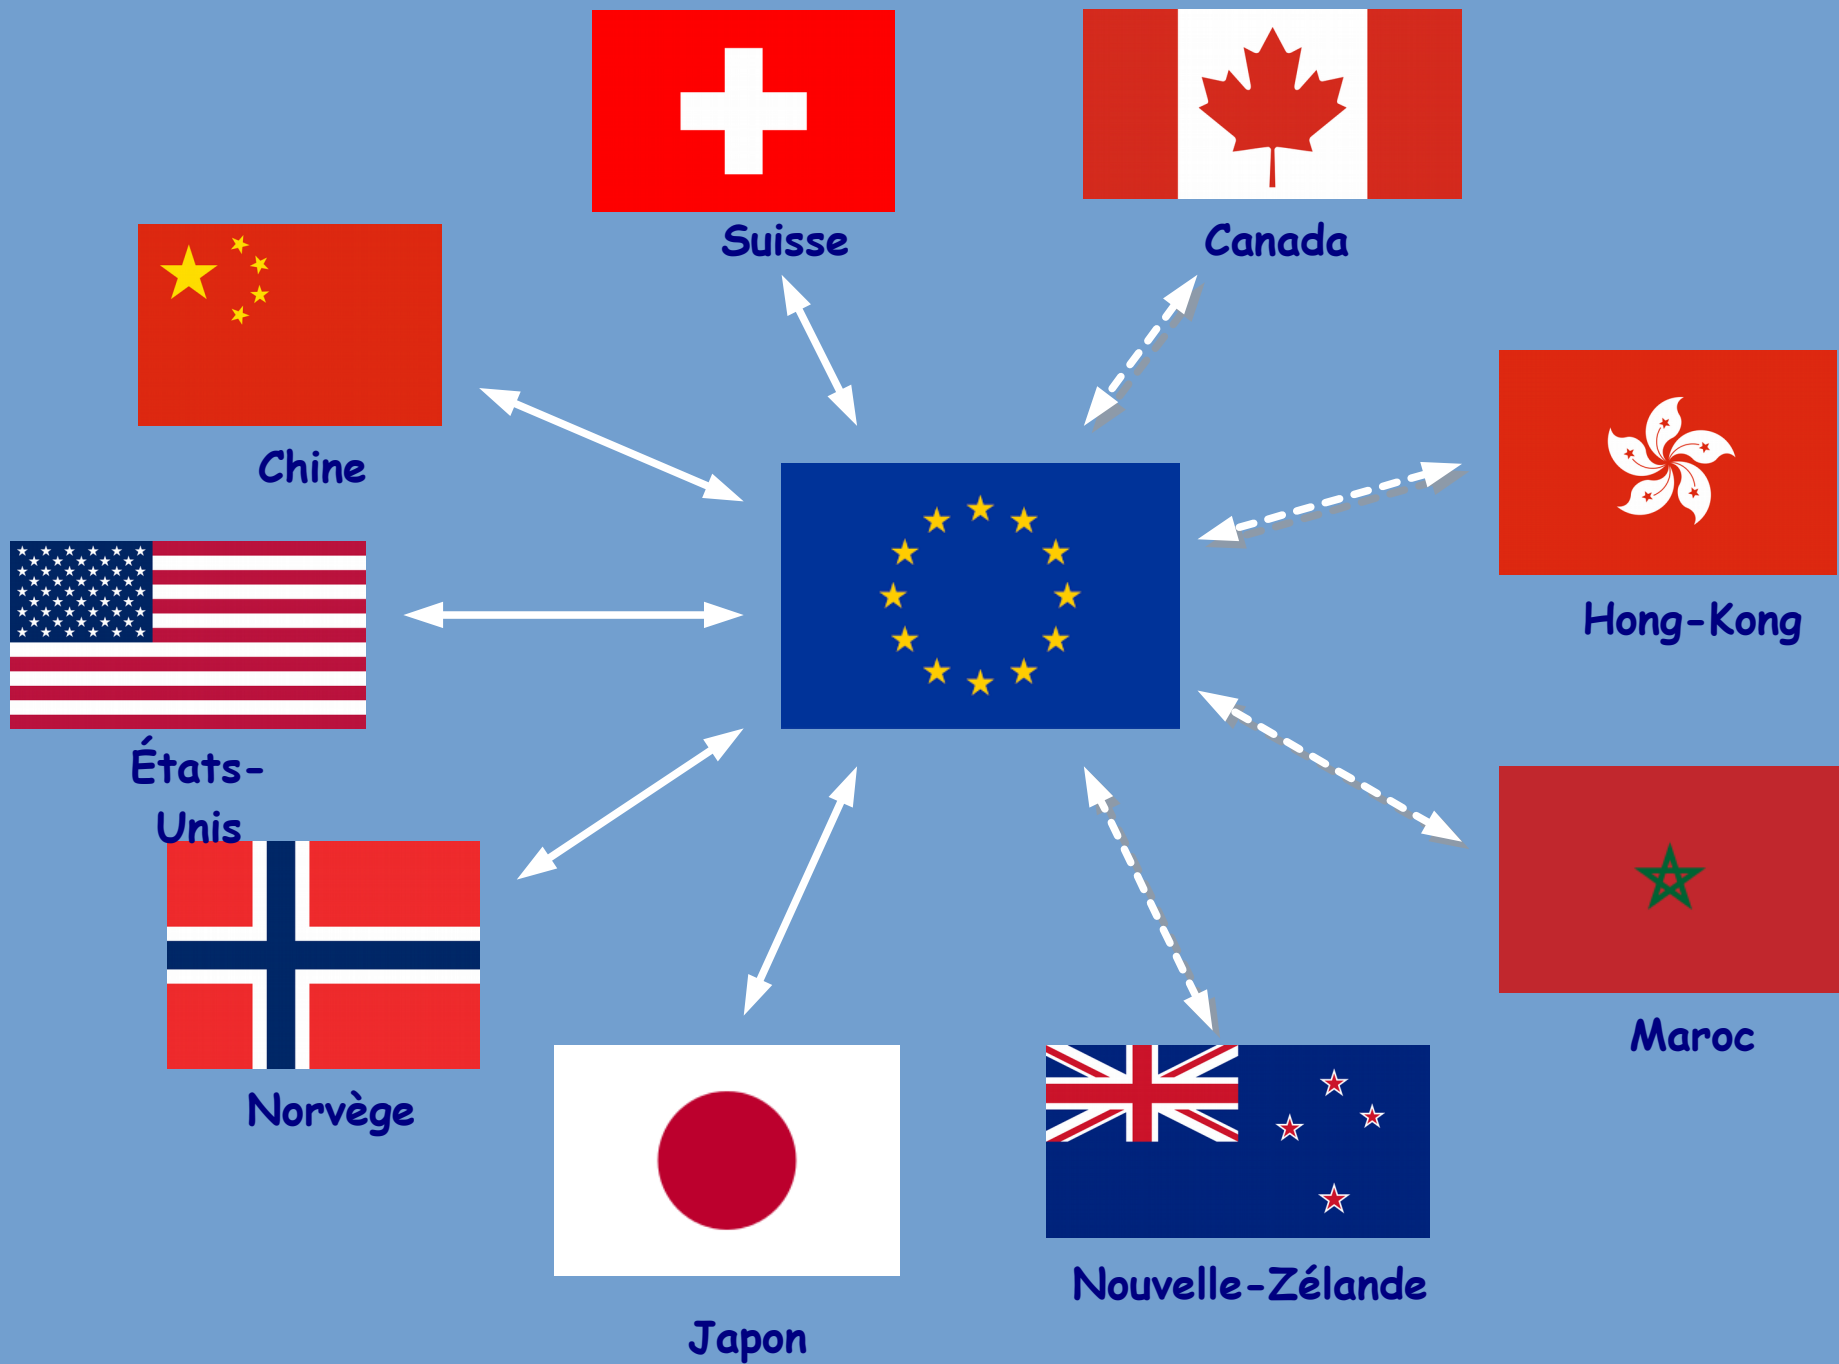 Suisse
Canada
Chine
Hong-Kong
États-
Unis
Maroc
Norvège
Nouvelle-Zélande
Japon